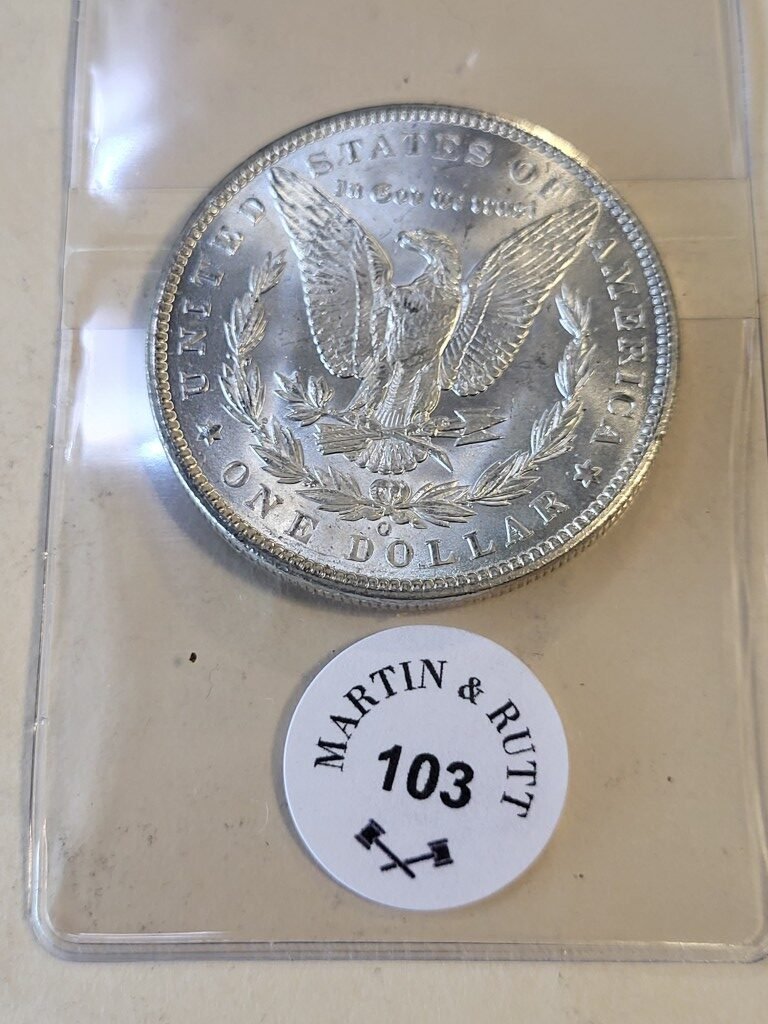 UNITED STATES OF AMERICA
In God We Trust
O
ONE DOLLAR
MARTIN & RUTT
103